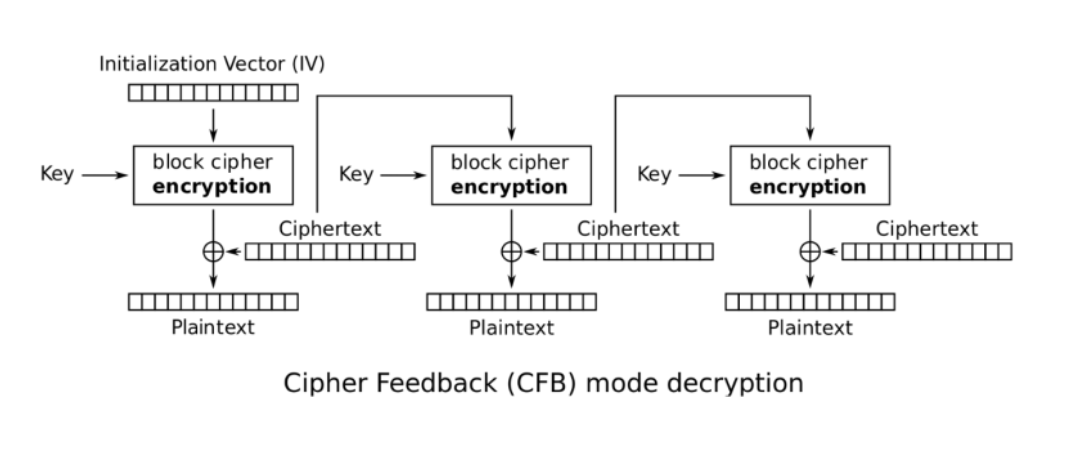 Initialization Vector (IV)
Key
block cipher
encryption
Ciphertext
Plaintext
Key
block cipher
encryption
Ciphertext
Plaintext
Key
block cipher
encryption
Ciphertext
Plaintext
Cipher Feedback (CFB) mode decryption